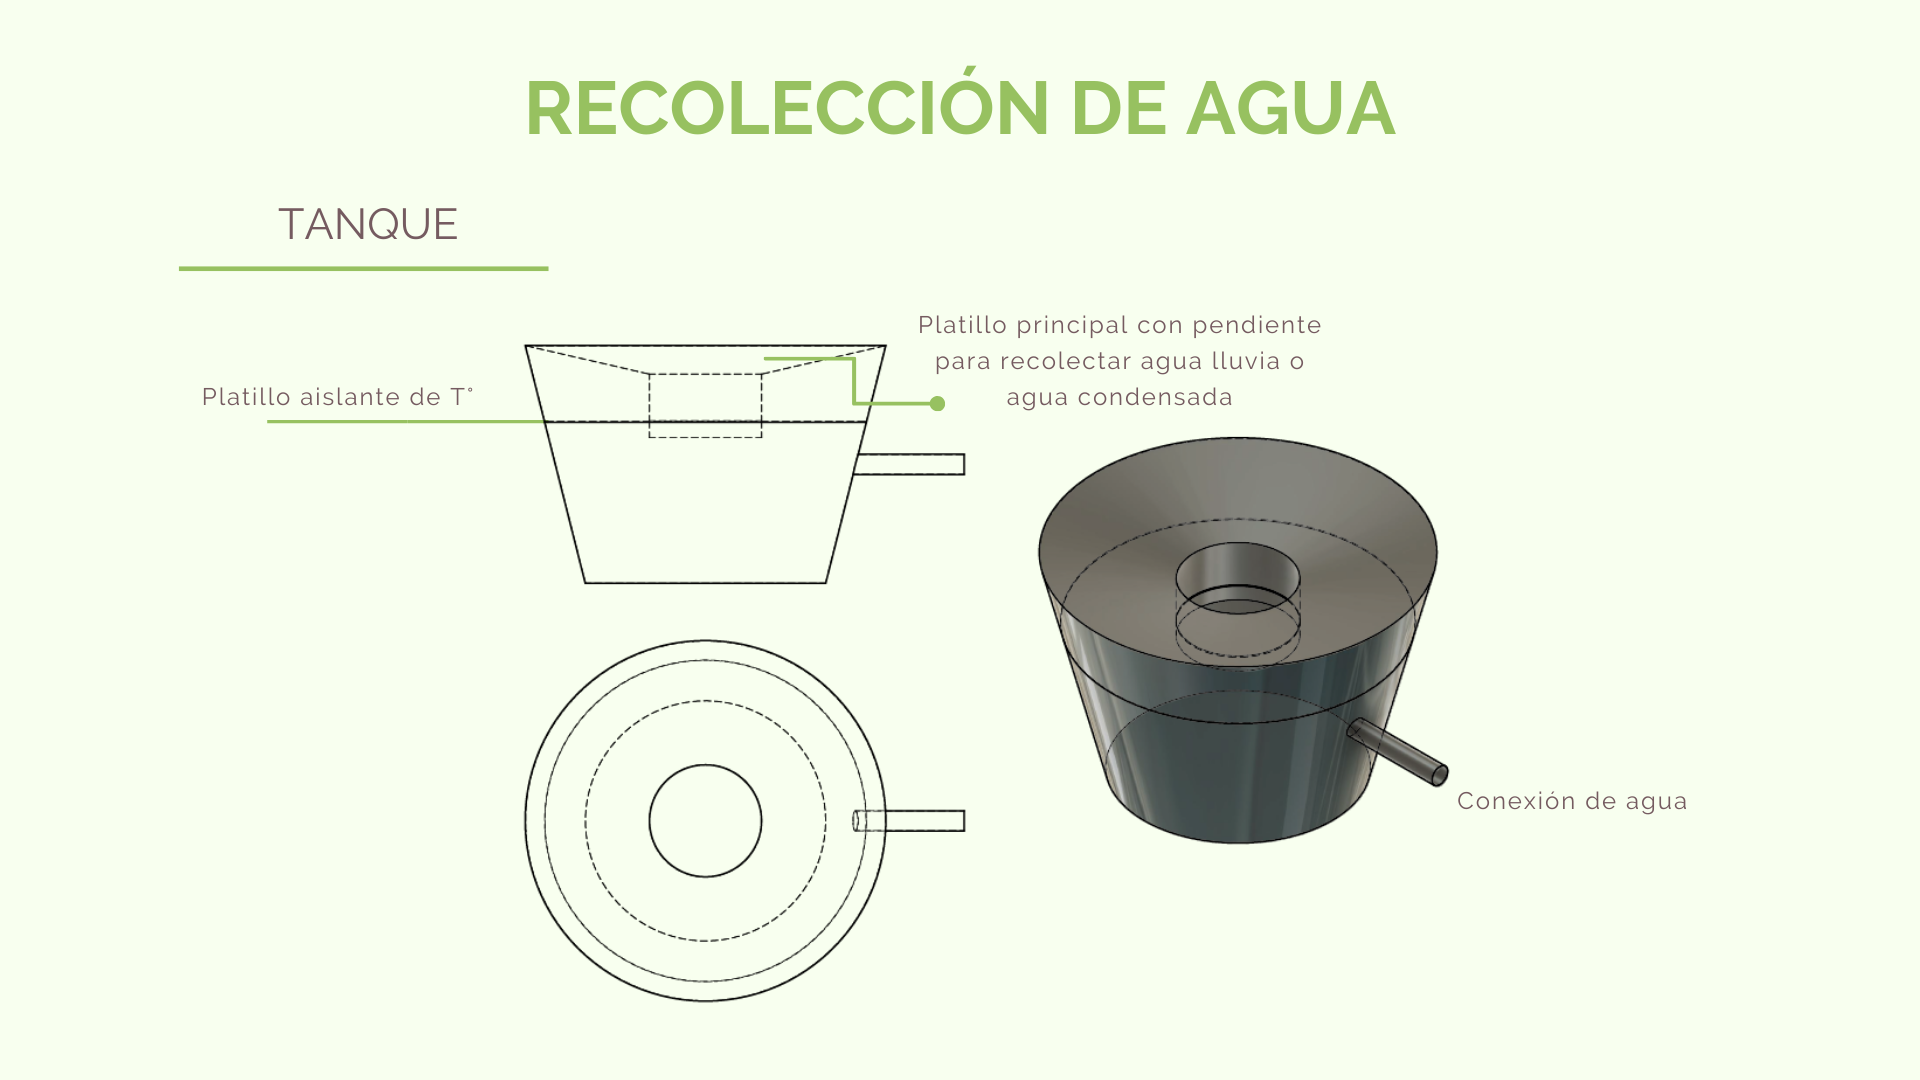 RECOLECCIÓN DE AGUA
TANQUE
Platillo aislante de T°
Platillo principal con pendiente
para recolectar agua lluvia o
agua condensada
Conexión de agua